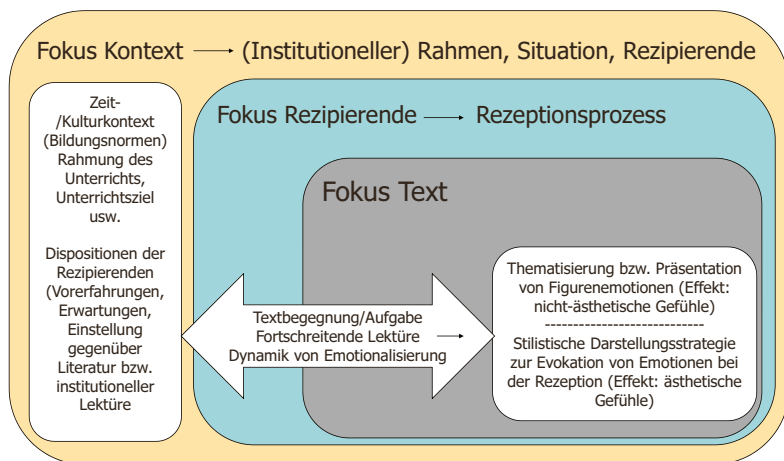 Fokus Kontext → (Institutioneller) Rahmen, Situation, Rezipierende
Zeit-
/Kulturkontext
(Bildungsnormen)
Rahmung des
Unterrichts,
Unterrichtsziel
usw.
Dispositionen der
Rezipierenden
(Vorerfahrungen,
Erwartungen,
Einstellung
gegenüber
Literatur bzw.
institutioneller
Lektüre
Fokus Rezipierende → Rezeptionsprozess
Fokus Text
Textbegegnung/Aufgabe
Fortschreitende Lektüre →
Dynamik von Emotionalisierung
Thematisierung bzw. Präsentation
von Figurenemotionen (Effekt:
nicht-ästhetische Gefühle)
----------------------------
Stilistische Darstellungsstrategie
zur Evokation von Emotionen bei
der Rezeption (Effekt: ästhetische
Gefühle)